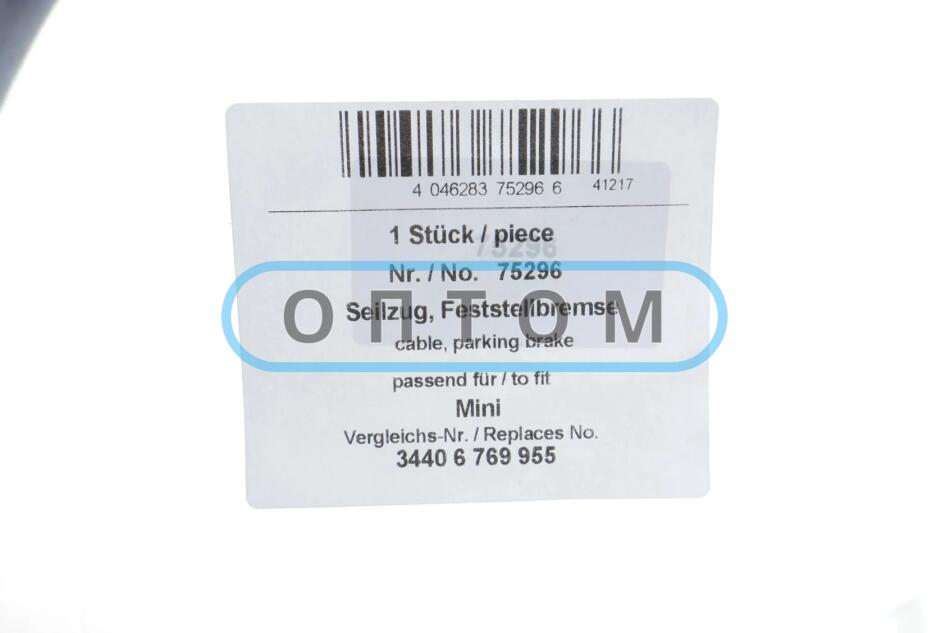 4 046283 75296 6 41217
1 Stück / piece
75296
Nr. / No. 75296
ОПТОМ
Seilzug, Feststellbremse
cable, parking brake
passend für / to fit
Mini
Vergleichs-Nr. / Replaces No.
3440 6 769 955